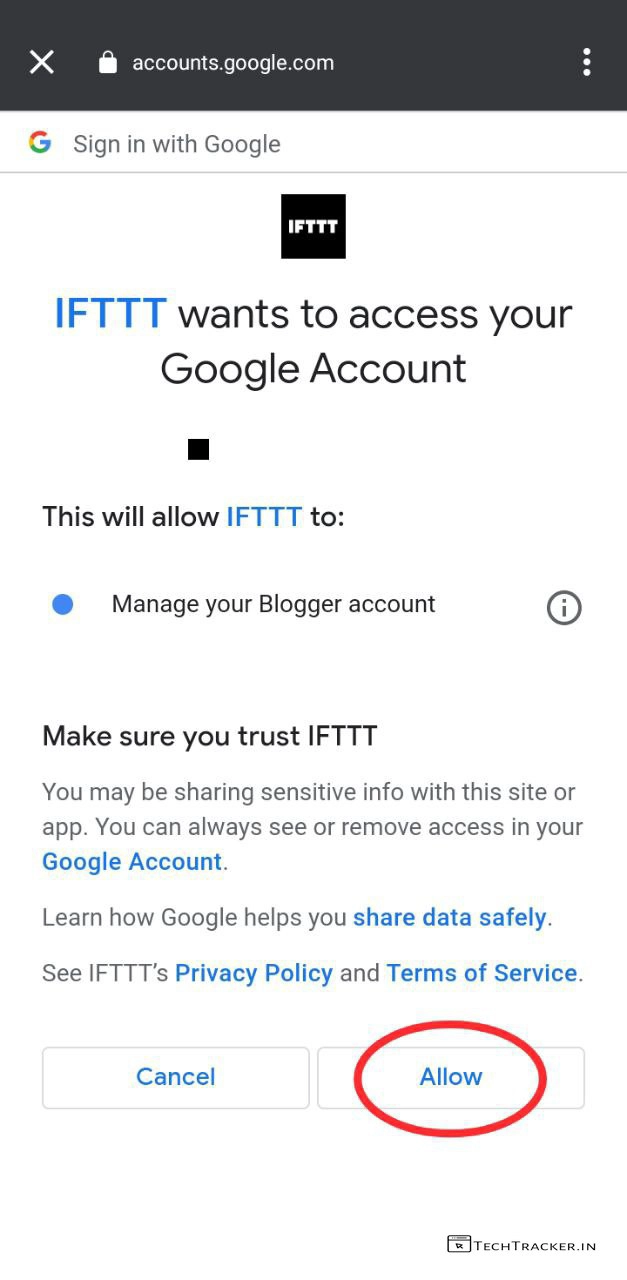 accounts.google.com
Sign in with Google
IFTTT
IFTTT wants to access your
Google Account
This will allow IFTTT to:
Manage your Blogger account
Make sure you trust IFTTT
You may be sharing sensitive info with this site or
app. You can always see or remove access in your
Google Account.
Learn how Google helps you share data safely.
See IFTTT’s Privacy Policy and Terms of Service.
Cancel
Allow
TECHTRACKER.IN